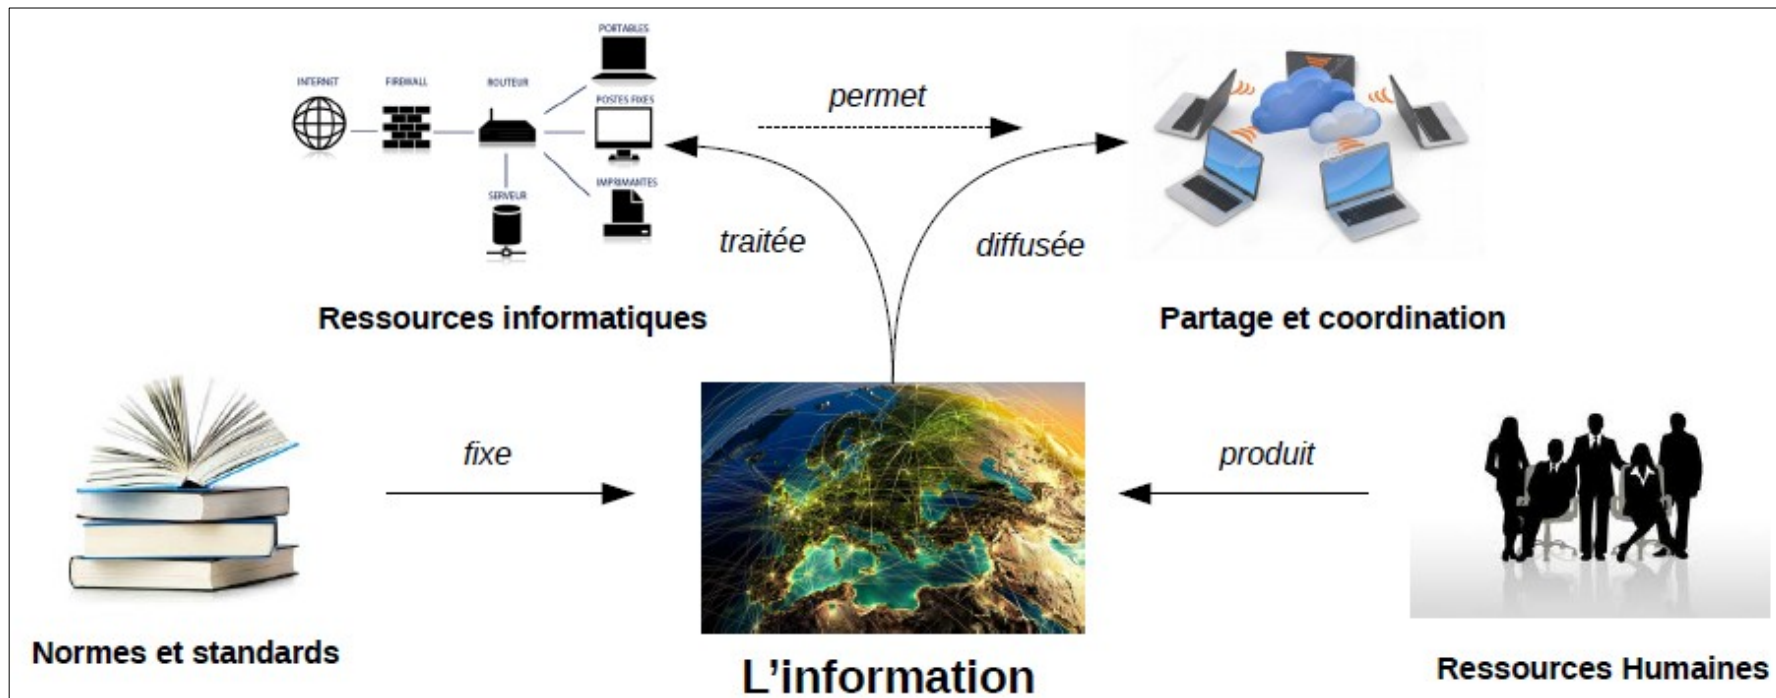 PORTABLES
INTERNET
FIREWALL
ROUTEUR
POSTES FIXES
IMPRIMANTES
SERVEUR
permet
traitée
diffusée
Ressources informatiques
Partage et coordination
fixe
produit
Normes et standards
L'information
Ressources Humaines